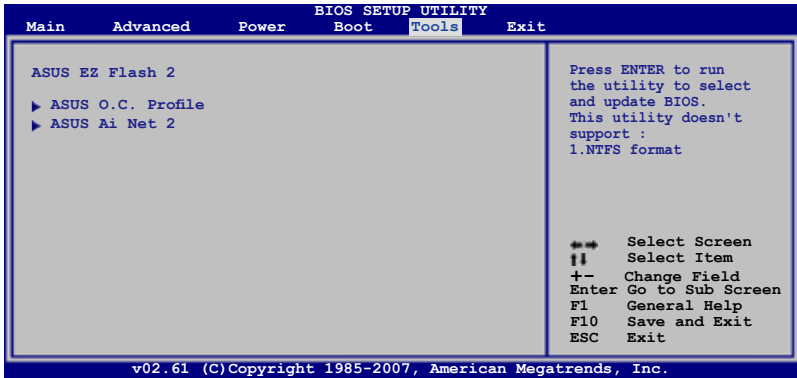 BIOS SETUP UTILITY
Main Advanced Power Boot Tools Exit
ASUS EZ Flash 2
ASUS O.C. Profile
ASUS Ai Net 2
Press ENTER to run
the utility to select
and update BIOS.
This utility doesn't
support :
1.NTFS format
Select Screen
Select Item
+- Change Field
Enter Go to Sub Screen
F1 General Help
F10 Save and Exit
ESC Exit
v02.61 (C)Copyright 1985-2007, American Megatrends, Inc.